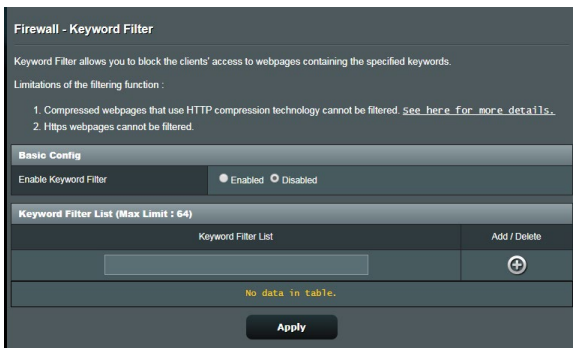 Firewall - Keyword Filter
Keyword Filter allows you to block the clients' access to webpages containing the specified keywords.
Limitations of the filtering function :
1. Compressed webpages that use HTTP compression technology cannot be filtered. See here for more details.
2. Https webpages cannot be filtered.
Basic Config
Enable Keyword Filter Enabled Disabled
Keyword Filter List (Max Limit : 64)
Keyword Filter List Add / Delete
No data in table.
Apply